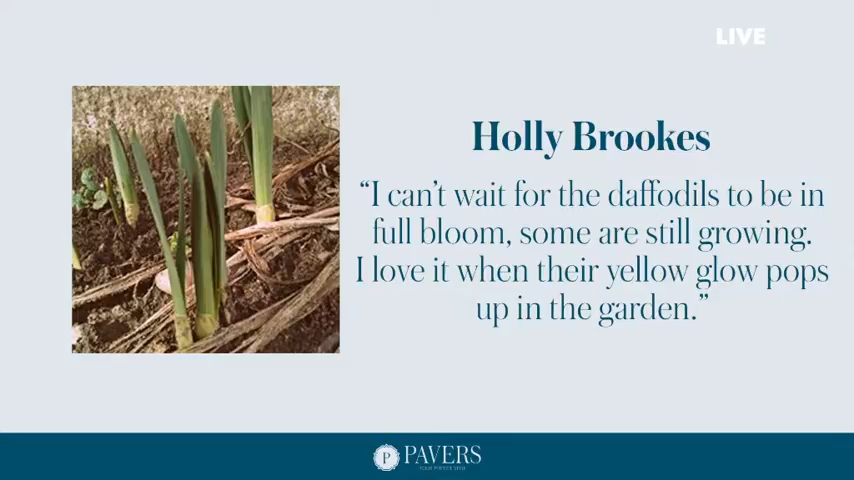 LIVE
Holly Brookes
“I can’t wait for the daffodils to be in
full bloom, some are still growing.
I love it when their yellow glow pops
up in the garden.”
P PAVERS